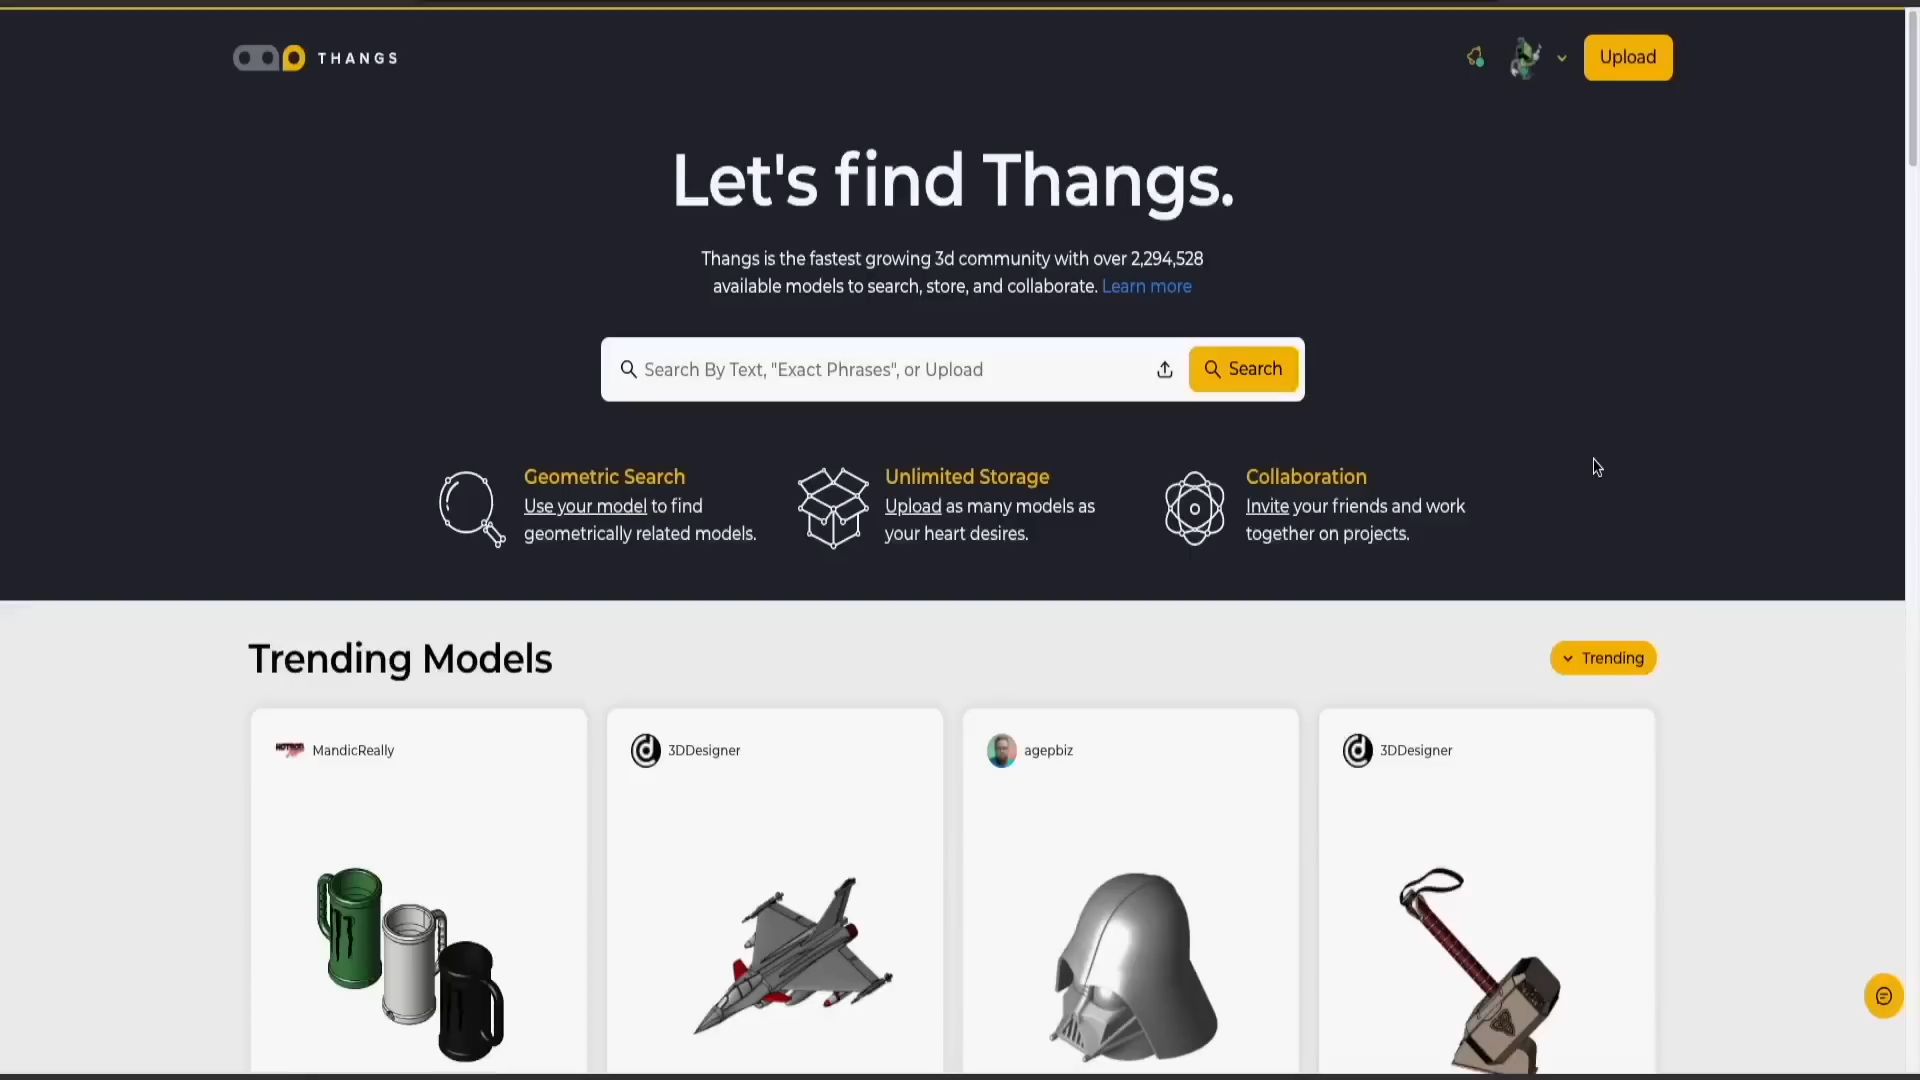 THANGS
Upload
Let's find Thangs.
Thangs is the fastest growing 3d community with over 2,294,528
available models to search, store, and collaborate. Learn more
Search By Text, "Exact Phrases", or Upload
Search
Geometric Search
Use your model to find
geometrically related models.
Unlimited Storage
Upload as many models as
your heart desires.
Collaboration
Invite your friends and work
together on projects.
Trending Models
Trending
MandicReally
3DDesigner
agepbiz
3DDesigner